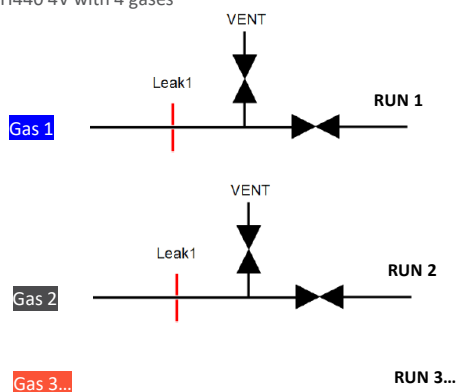 4V with 4 gases
VENT
Leak1
RUN 1
Gas 1
VENT
Leak1
RUN 2
Gas 2
RUN 3...
Gas 3...